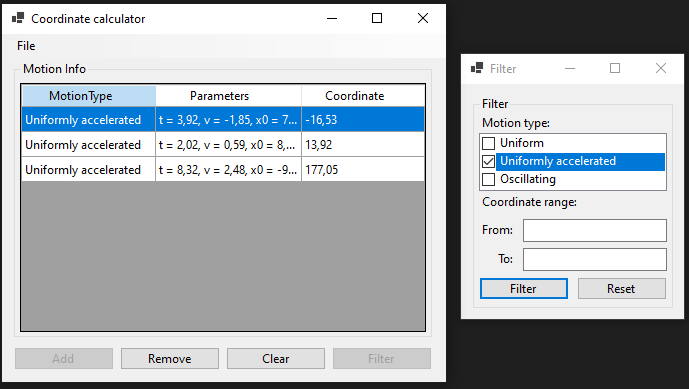 Coordinate calculator
File
Motion Info
MotionType Parameters Coordinate
Uniformly accelerated t = 3,92, v = -1,85, x0 = 7... -16,53
Uniformly accelerated t = 2,02, v = 0,59, x0 = 8,... 13,92
Uniformly accelerated t = 8,32, v = 2,48, x0 = -9... 177,05
Add Remove Clear Filter
Filter
Filter
Motion type:
Uniform
Uniformly accelerated
Oscillating
Coordinate range:
From:
To:
Filter Reset